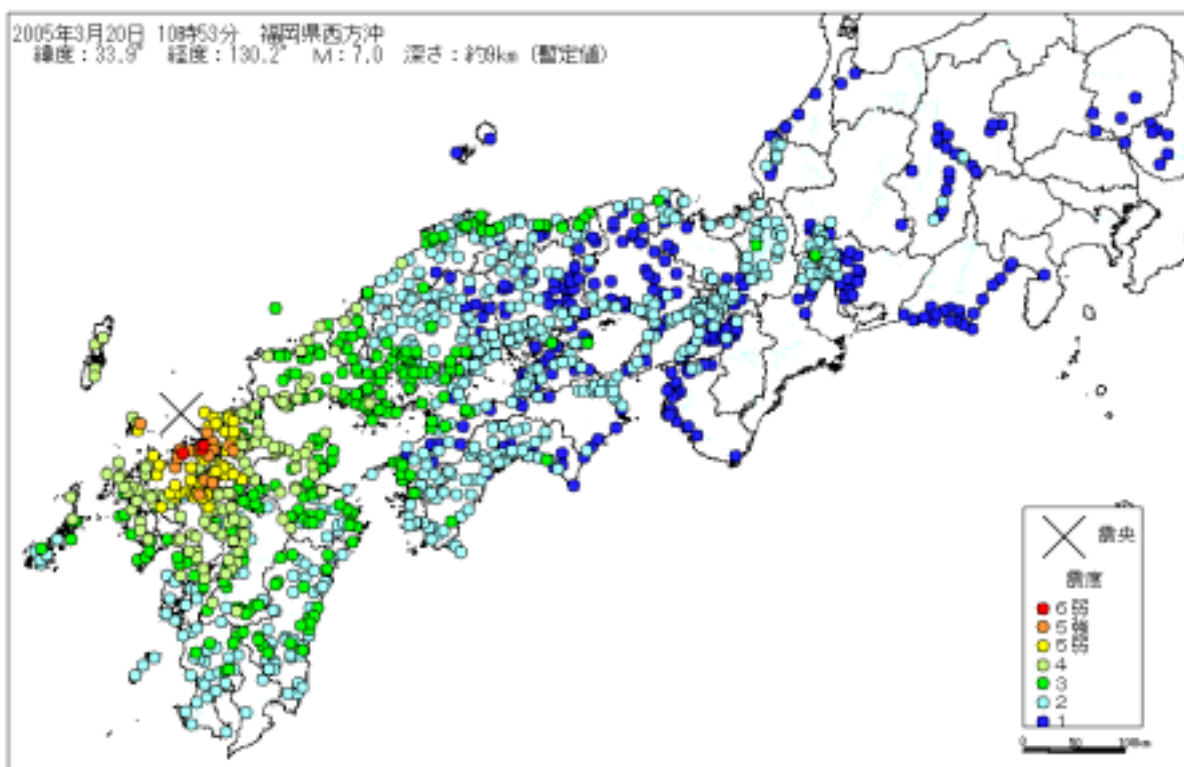 2005年3月20日 10時53分 福岡県西方沖
緯度：33.9° 経度：130.2° M：7.0 深さ：約9km (暫定値)
震央
震度
6弱
5強
5弱
4
3
2
1
0 50 100km